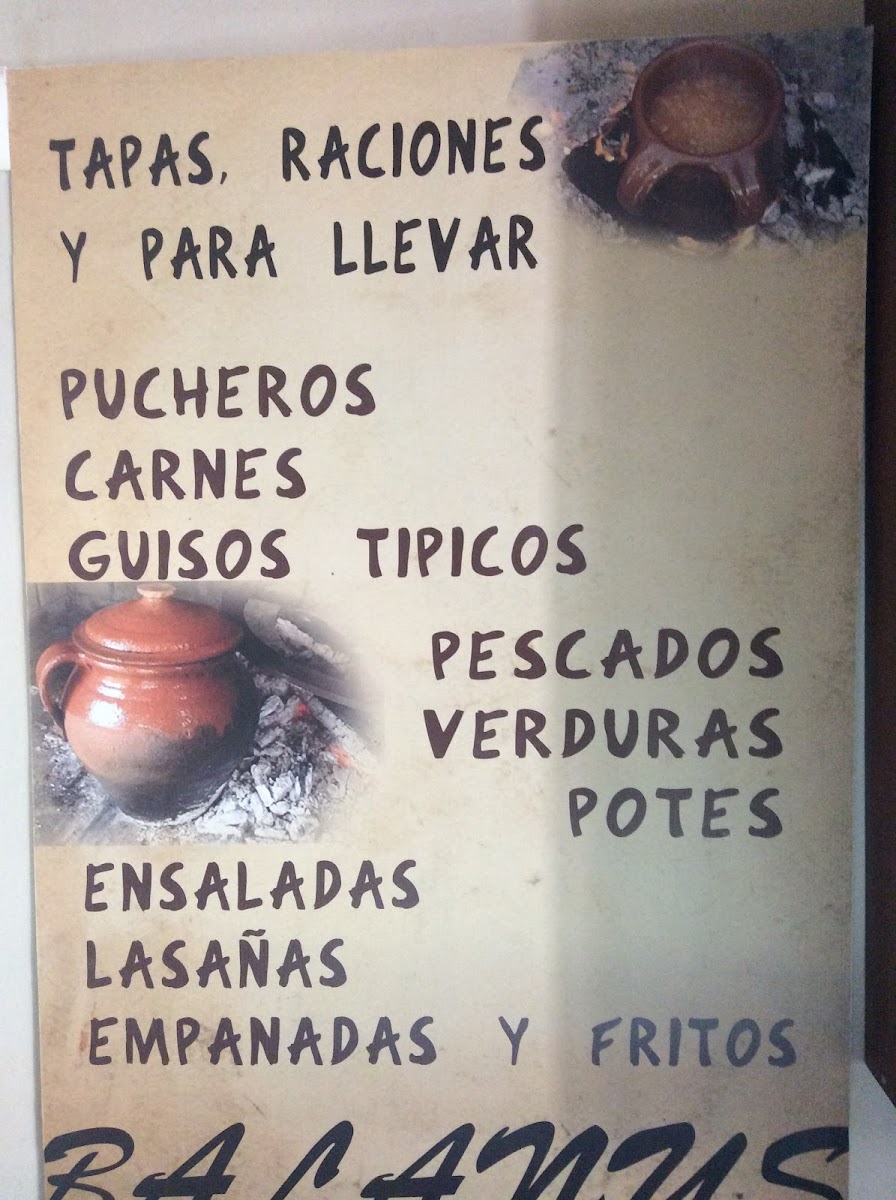 TAPAS, RACIONES
Y PARA LLEVAR
PUCHEROS
CARNES
GUISOS TIPICOS
PESCADOS
VERDURAS
POTES
ENSALADAS
LASAÑAS
EMPANADAS Y FRITOS